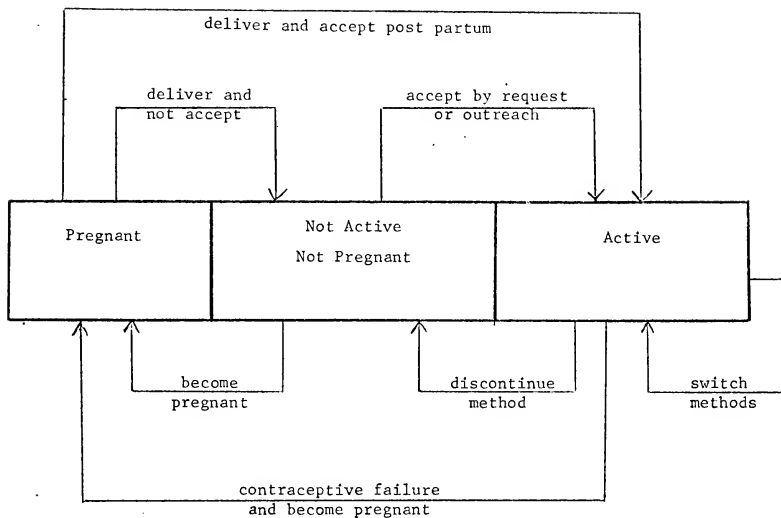 deliver and accept post partum
deliver and
not accept
accept by request
or outreach
Pregnant
Not Active
Not Pregnant
Active
become
pregnant
discontinue
method
switch
methods
contraceptive failure
and become pregnant